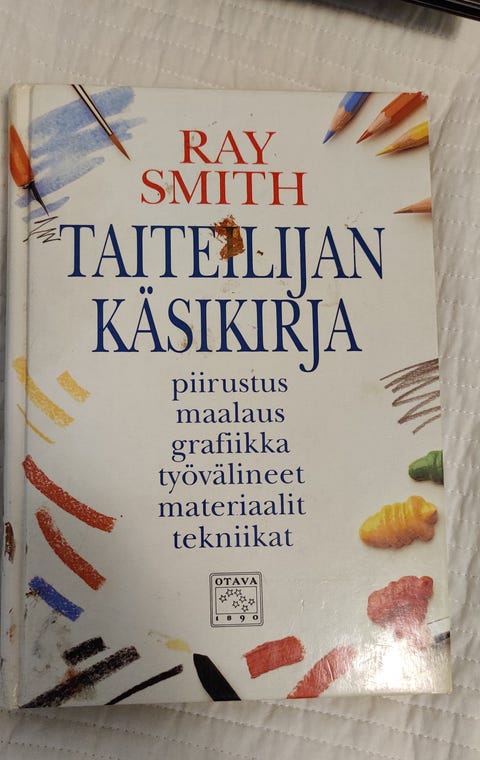 RAY
SMITH
TAITEILIJAN
KÄSIKIRJA
piirustus
maalaus
grafiikka
työvälineet
materiaalit
tekniikat
OTAVA
1890